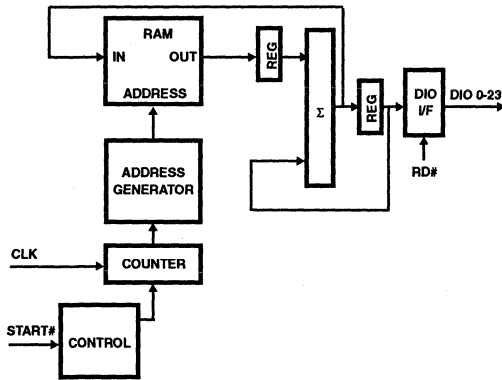 RAM
IN OUT
ADDRESS
REG
Σ
REG
DIO
I/F
DIO 0-23
RD#
ADDRESS
GENERATOR
CLK
COUNTER
START#
CONTROL